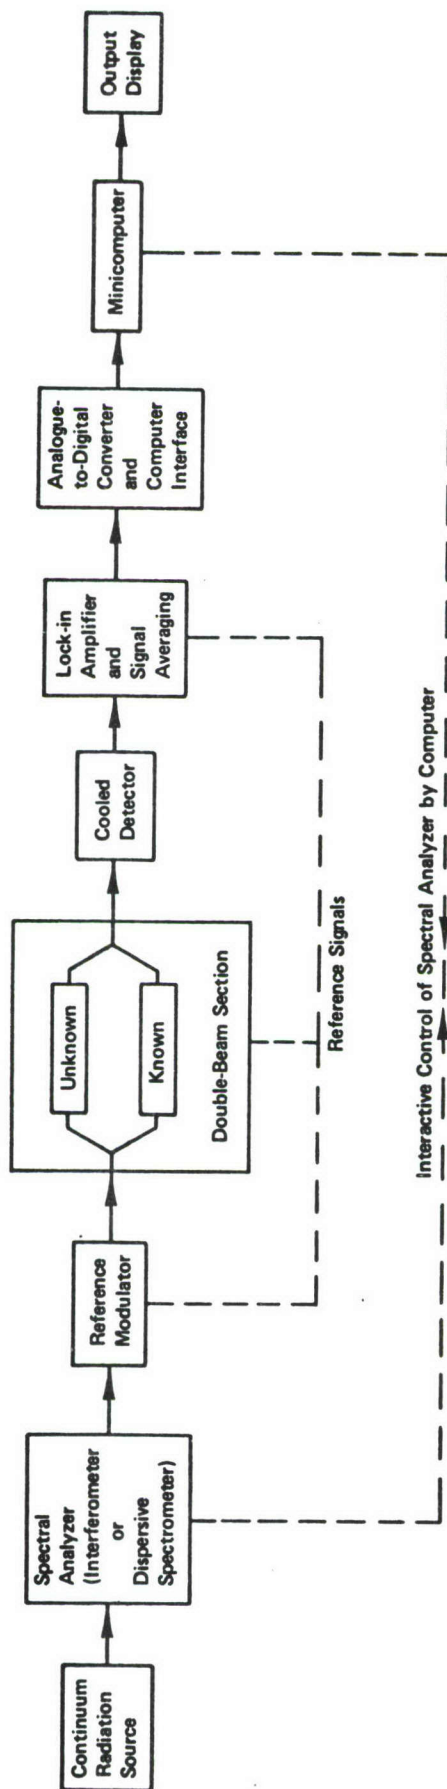 Continuum
Radiation
Source
Spectral
Analyzer
(Interferometer
or
Dispersive
Spectrometer)
Reference
Modulator
Unknown
Known
Double-Beam Section
Cooled
Detector
Lock-in
Amplifier
and
Signal
Averaging
Analogue-
to-Digital
Converter
and
Computer
Interface
Minicomputer
Output
Display
Reference Signals
Interactive Control of Spectral Analyzer by Computer